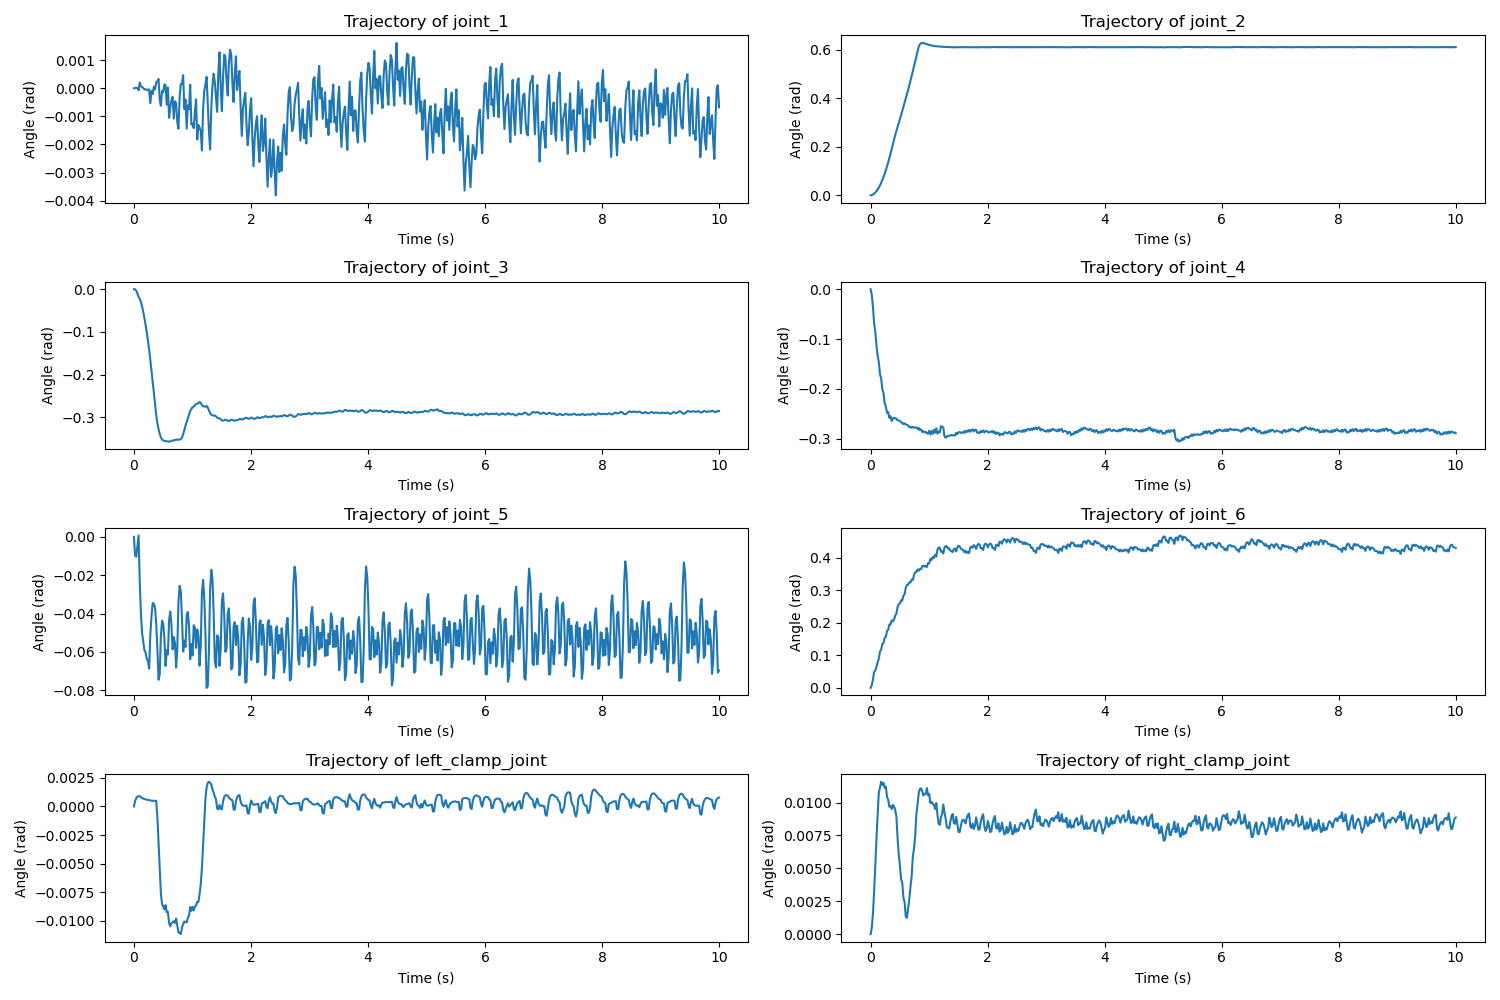 Trajectory of joint_1
Angle (rad)
0.001
0.000
−0.001
−0.002
−0.003
−0.004
0 2 4 6 8 10
Time (s)
Trajectory of joint_2
Angle (rad)
0.6
0.4
0.2
0.0
0 2 4 6 8 10
Time (s)
Trajectory of joint_3
Angle (rad)
0.0
−0.1
−0.2
−0.3
0 2 4 6 8 10
Time (s)
Trajectory of joint_4
Angle (rad)
0.0
−0.1
−0.2
−0.3
0 2 4 6 8 10
Time (s)
Trajectory of joint_5
Angle (rad)
0.00
−0.02
−0.04
−0.06
−0.08
0 2 4 6 8 10
Time (s)
Trajectory of joint_6
Angle (rad)
0.4
0.3
0.2
0.1
0.0
0 2 4 6 8 10
Time (s)
Trajectory of left_clamp_joint
Angle (rad)
0.0025
0.0000
−0.0025
−0.0050
−0.0075
−0.0100
0 2 4 6 8 10
Time (s)
Trajectory of right_clamp_joint
Angle (rad)
0.0100
0.0075
0.0050
0.0025
0.0000
0 2 4 6 8 10
Time (s)